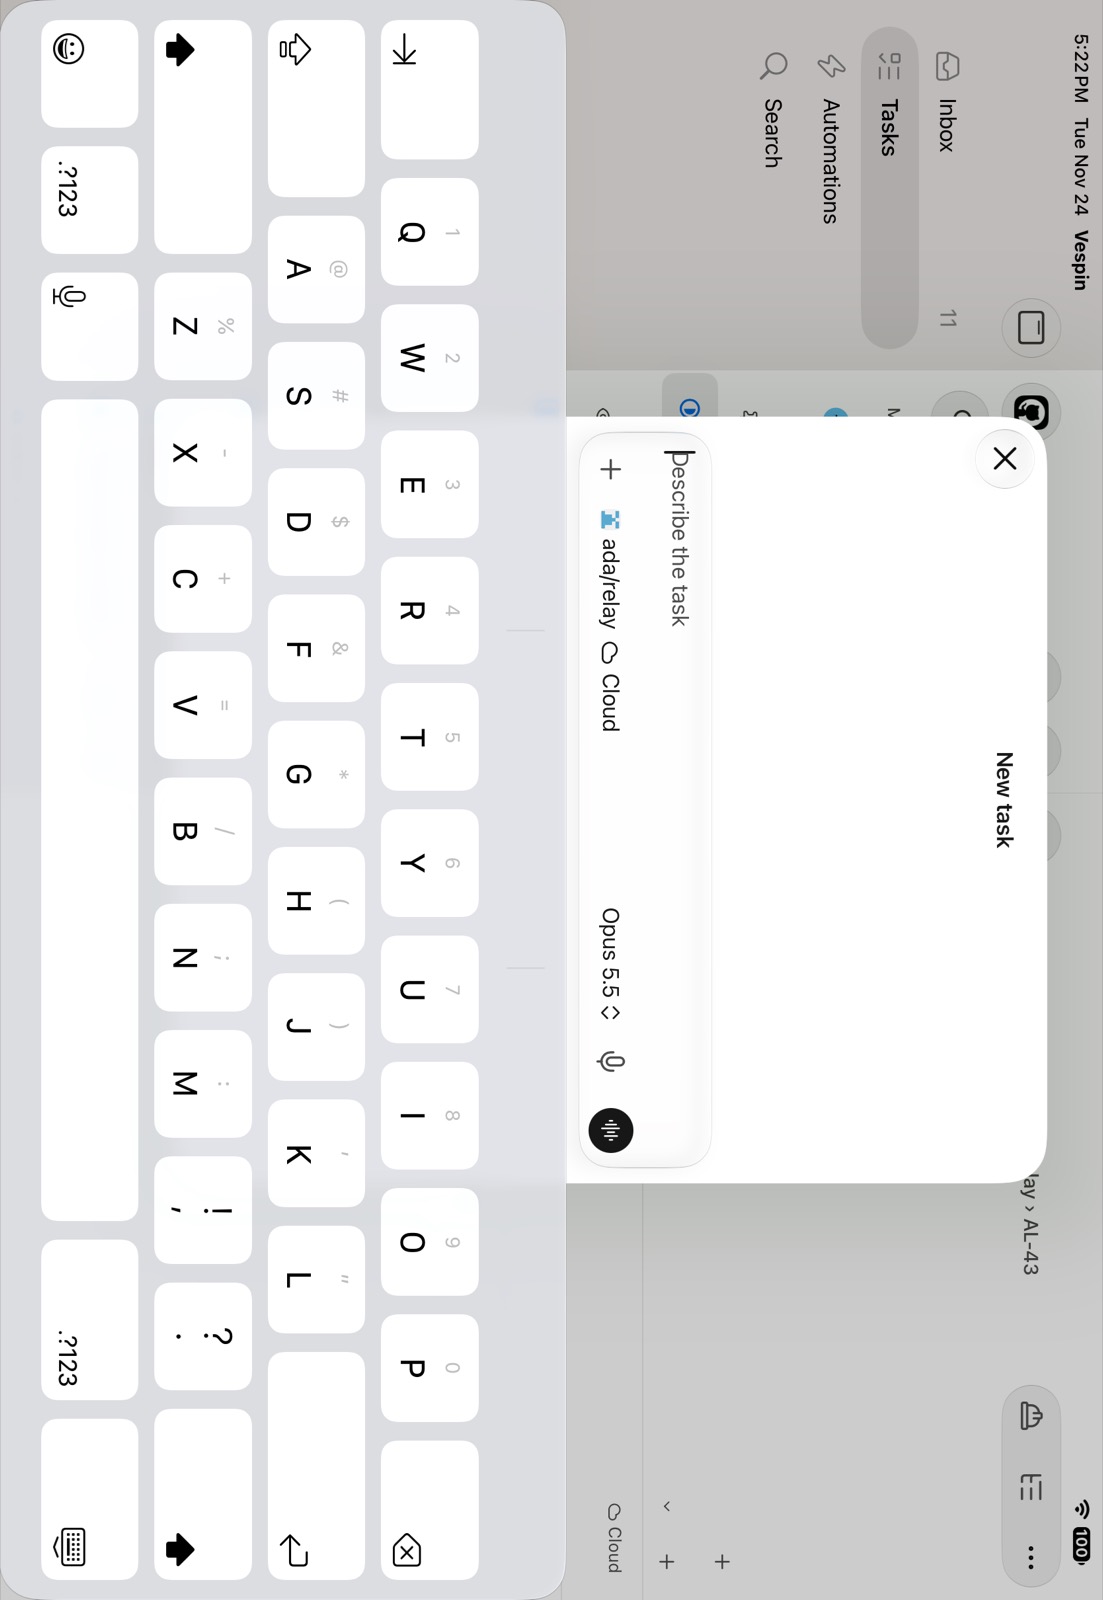 5:22 PM Tue Nov 24 Vespin
100
lay › AL-43
New task
Inbox 11
Tasks
Automations
Search
Describe the task
ada/relay Cloud Opus 5.5
Cloud
1 2 3 4 5 6 7 8 9 0
Q W E R T Y U I O P
@ # $ & * ( ) ' "
A S D F G H J K L
% - + = / ; : ! ?
Z X C V B N M , .
.?123 .?123